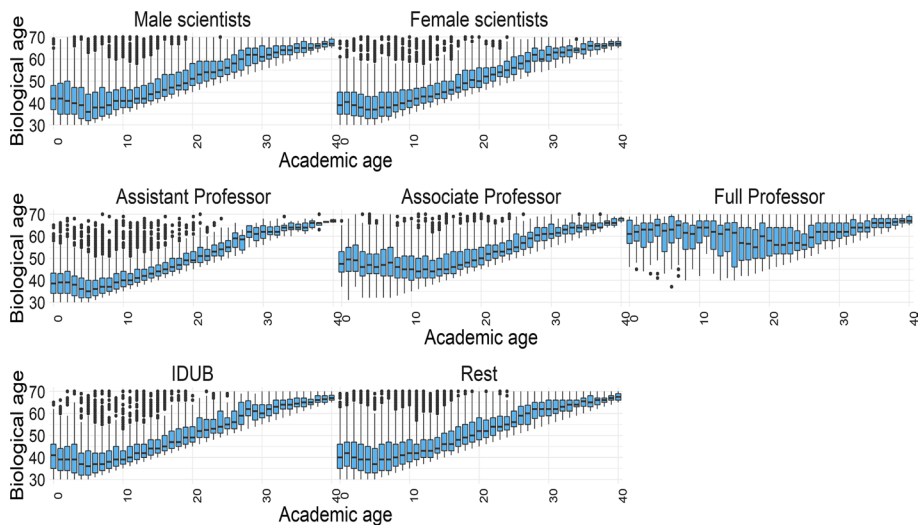 Male scientists Female scientists
Biological age
70
60
50
40
30
0 10 20 30 40 0 10 20 30 40
Academic age
Assistant Professor Associate Professor Full Professor
Biological age
70
60
50
40
30
0 10 20 30 40 0 10 20 30 40 0 10 20 30 40
Academic age
IDUB Rest
Biological age
70
60
50
40
30
0 10 20 30 40 0 10 20 30 40
Academic age